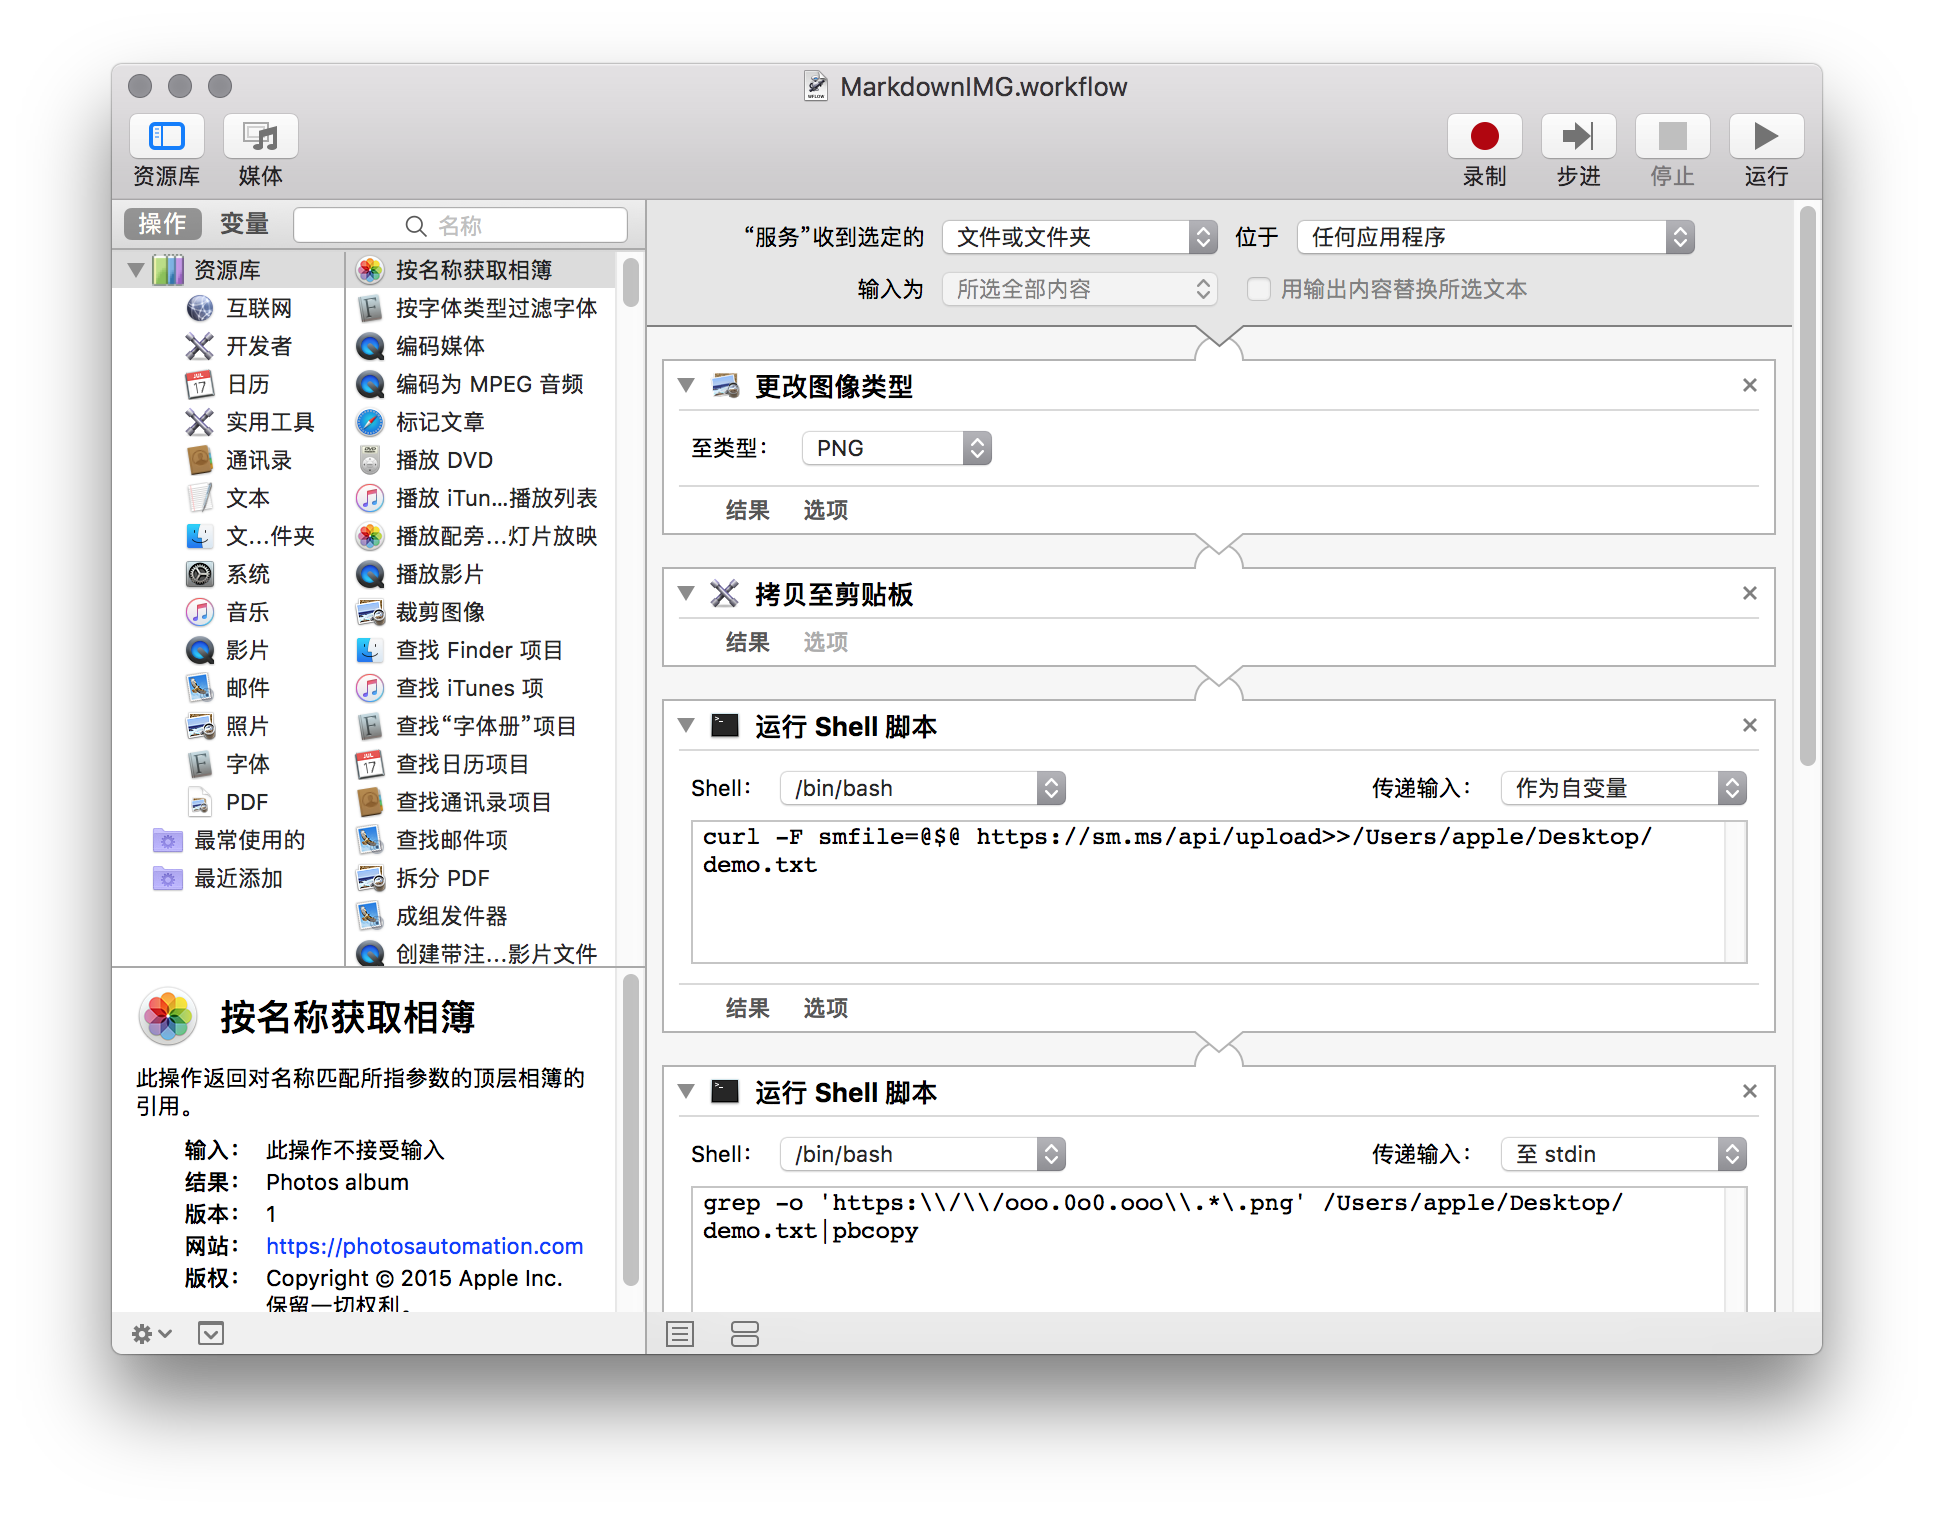 MarkdownIMG.workflow
资源库
媒体
录制
步进
停止
运行
操作 变量 名称
资源库
互联网
开发者
日历
实用工具
通讯录
文本
文...件夹
系统
音乐
影片
邮件
照片
字体
PDF
最常使用的
最近添加
按名称获取相簿
按字体类型过滤字体
编码媒体
编码为 MPEG 音频
标记文章
播放 DVD
播放 iTun...播放列表
播放配旁...灯片放映
播放影片
裁剪图像
查找 Finder 项目
查找 iTunes 项
查找“字体册”项目
查找日历项目
查找通讯录项目
查找邮件项
拆分 PDF
成组发件器
创建带注...影片文件
按名称获取相簿
此操作返回对名称匹配所指参数的顶层相簿的
引用。
输入： 此操作不接受输入
结果： Photos album
版本： 1
网站： https://photosautomation.com
版权： Copyright © 2015 Apple Inc.
保留一切权利。
“服务”收到选定的 文件或文件夹 位于 任何应用程序
输入为 所选全部内容 用输出内容替换所选文本
更改图像类型
至类型： PNG
结果 选项
拷贝至剪贴板
结果 选项
运行 Shell 脚本
Shell： /bin/bash 传递输入： 作为自变量
curl -F smfile=@$@ https://sm.ms/api/upload>>/Users/apple/Desktop/
demo.txt
结果 选项
运行 Shell 脚本
Shell： /bin/bash 传递输入： 至 stdin
grep -o 'https:\\/\\/ooo.0o0.ooo\\.*\.png' /Users/apple/Desktop/
demo.txt|pbcopy